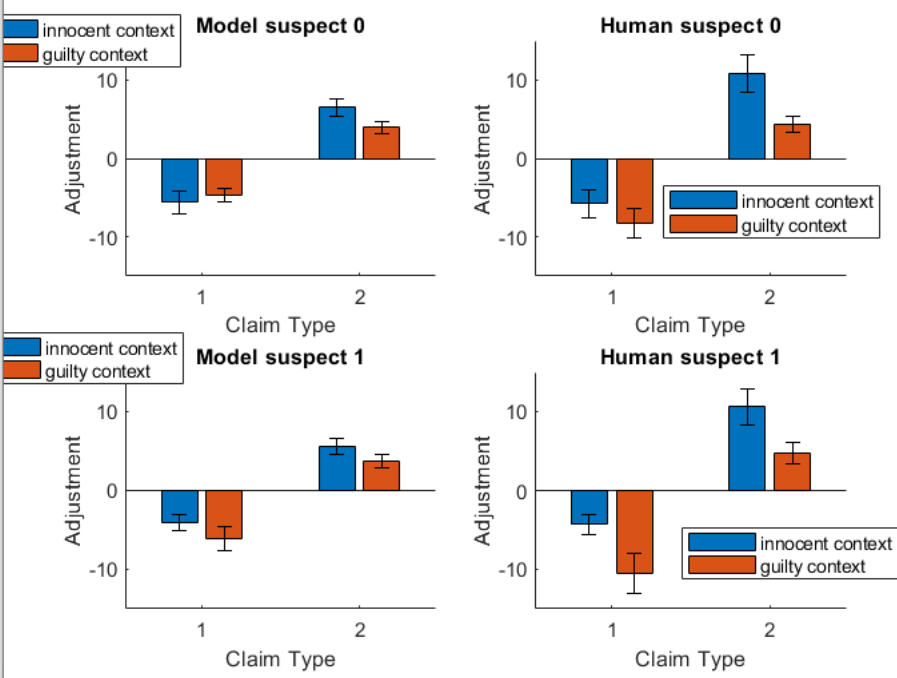 Model suspect 0
innocent context
guilty context
10
0
-10
Adjustment
1
2
Claim Type
Human suspect 0
10
0
-10
Adjustment
innocent context
guilty context
1
2
Claim Type
Model suspect 1
innocent context
guilty context
10
0
-10
Adjustment
1
2
Claim Type
Human suspect 1
10
0
-10
Adjustment
innocent context
guilty context
1
2
Claim Type